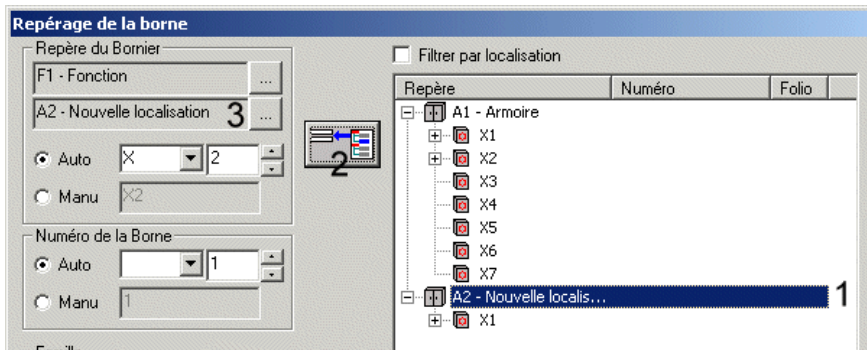 Repérage de la borne
Repère du Bornier
F1 - Fonction
...
A2 - Nouvelle localisation
3
...
Auto
X
2
Manu
X2
Numéro de la Borne
Auto
1
Manu
1
2
Filtrer par localisation
Repère Numéro Folio
A1 - Armoire
X1
X2
X3
X4
X5
X6
X7
A2 - Nouvelle localis...
1
X1